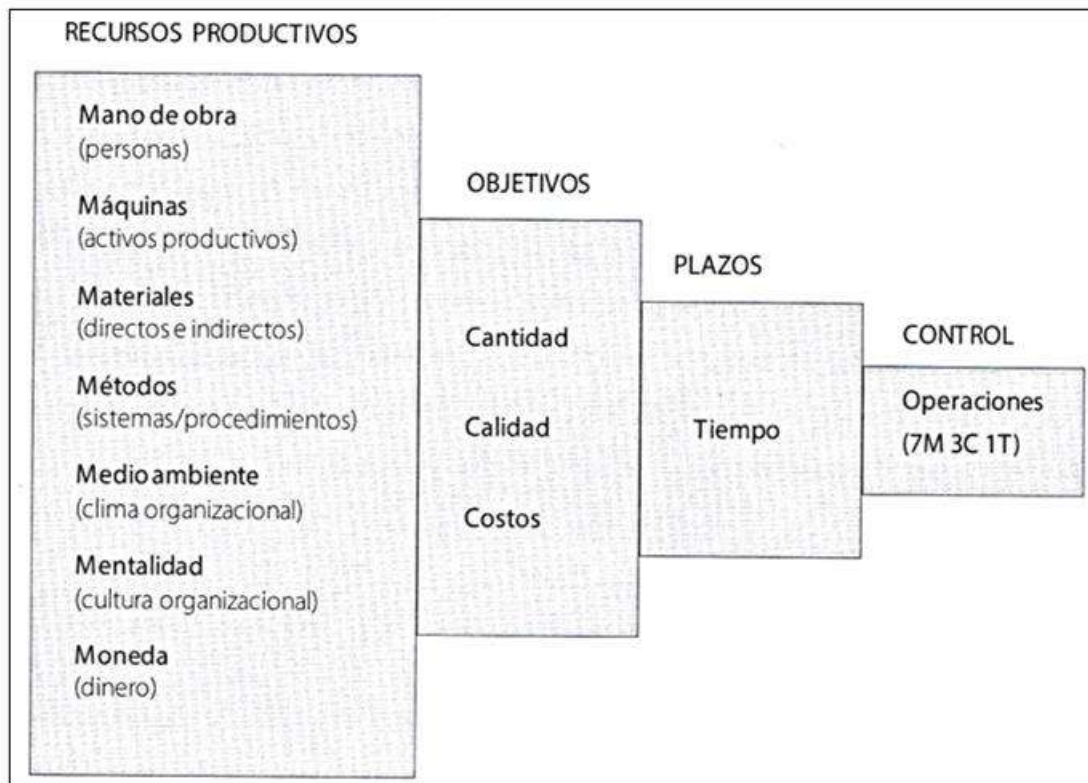 RECURSOS PRODUCTIVOS
Mano de obra
(personas)
Máquinas
(activos productivos)
Materiales
(directos e indirectos)
Métodos
(sistemas/procedimientos)
Medio ambiente
(clima organizacional)
Mentalidad
(cultura organizacional)
Moneda
(dinero)
OBJETIVOS
Cantidad
Calidad
Costos
PLAZOS
Tiempo
CONTROL
Operaciones
(7M 3C 1T)